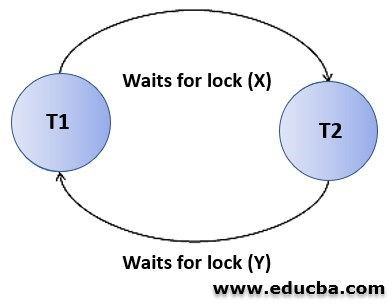 Waits for lock (X)
T1
T2
Waits for lock (Y)
www.educba.com